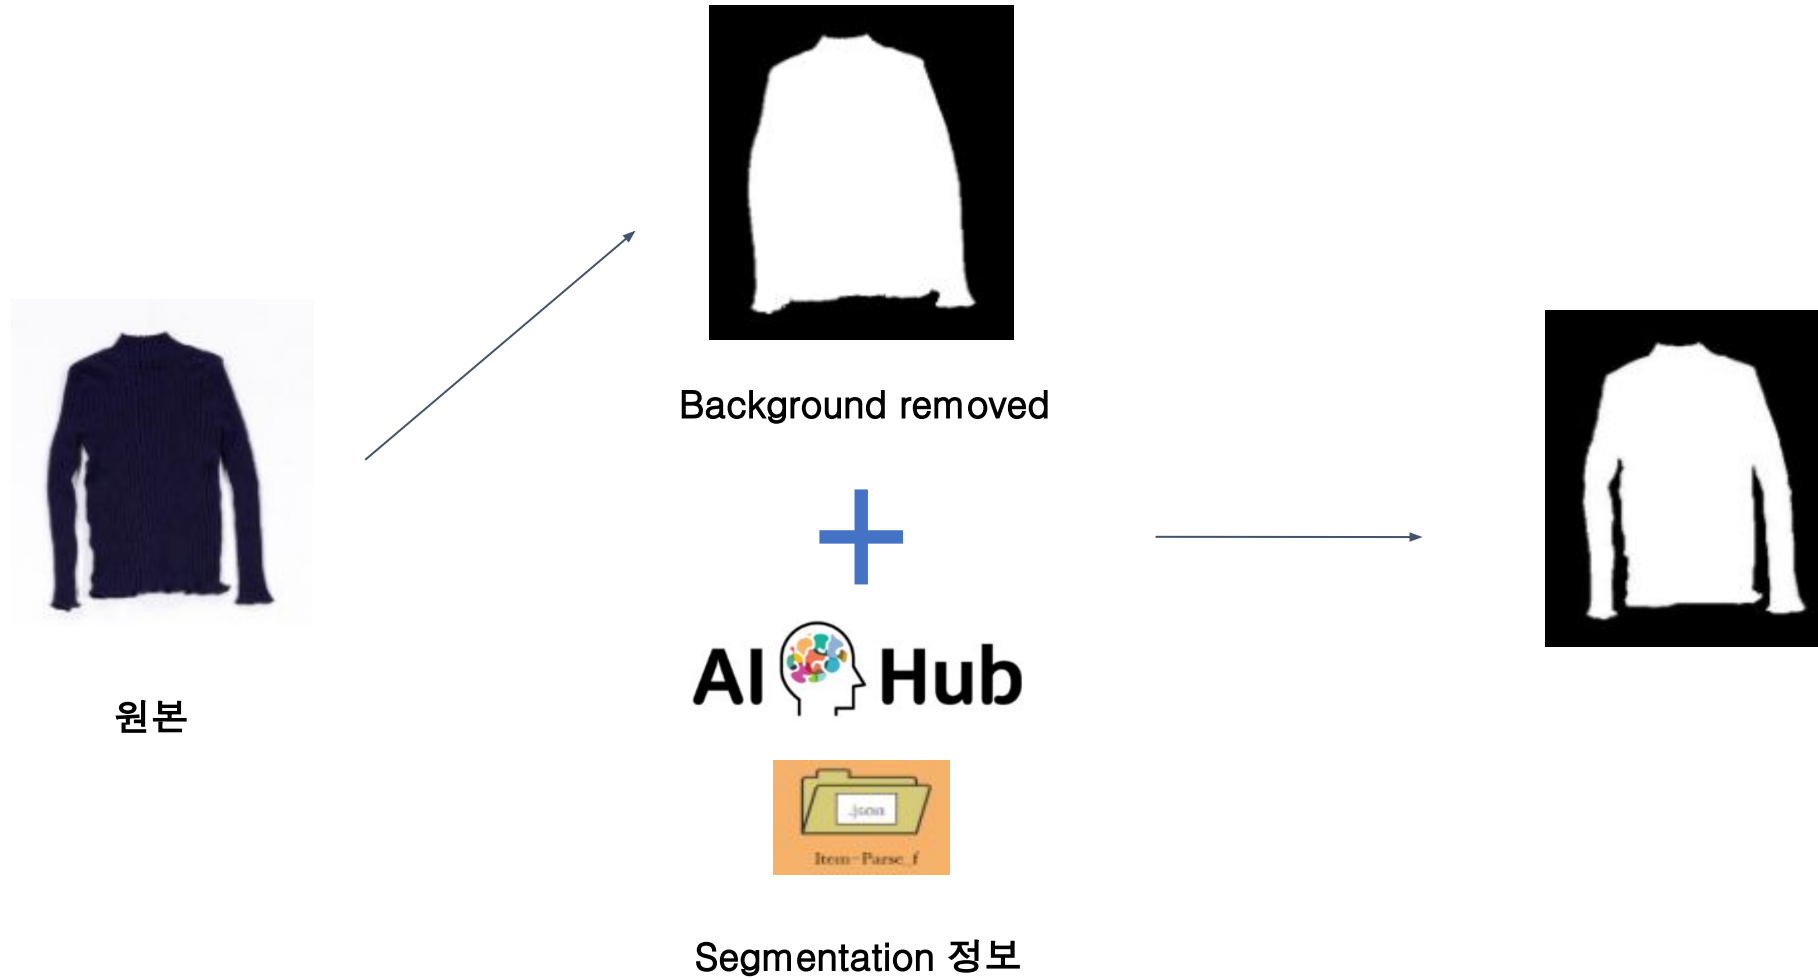 Background removed
원본
AI Hub
.json
Item-Parse_f
Segmentation 정보